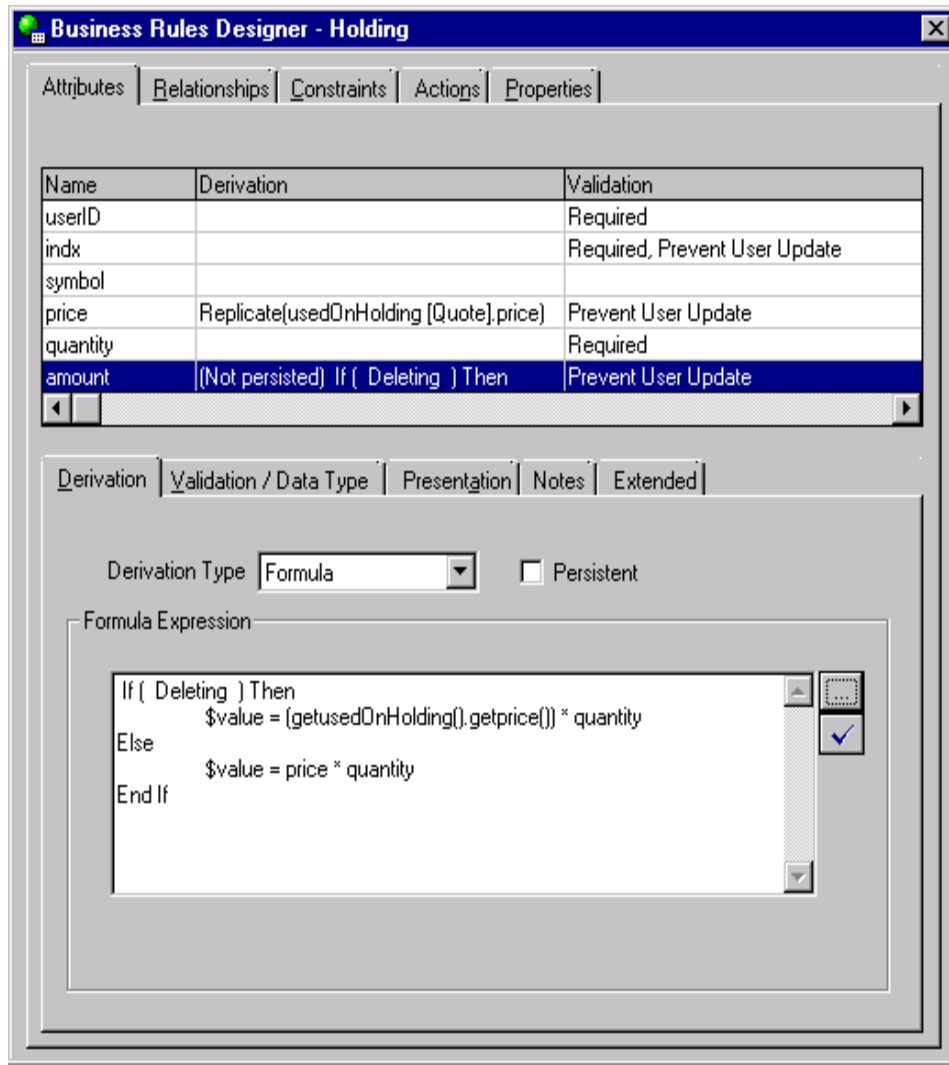 Business Rules Designer - Holding
Attributes Relationships Constraints Actions Properties
Name Derivation Validation
userID Required
indx Required, Prevent User Update
symbol
price Replicate(usedOnHolding [Quote].price) Prevent User Update
quantity Required
amount (Not persisted) If ( Deleting ) Then Prevent User Update
Derivation Validation / Data Type Presentation Notes Extended
Derivation Type Formula Persistent
Formula Expression
If ( Deleting ) Then
$value = (getusedOnHolding().getprice()) * quantity
Else
$value = price * quantity
End If
...